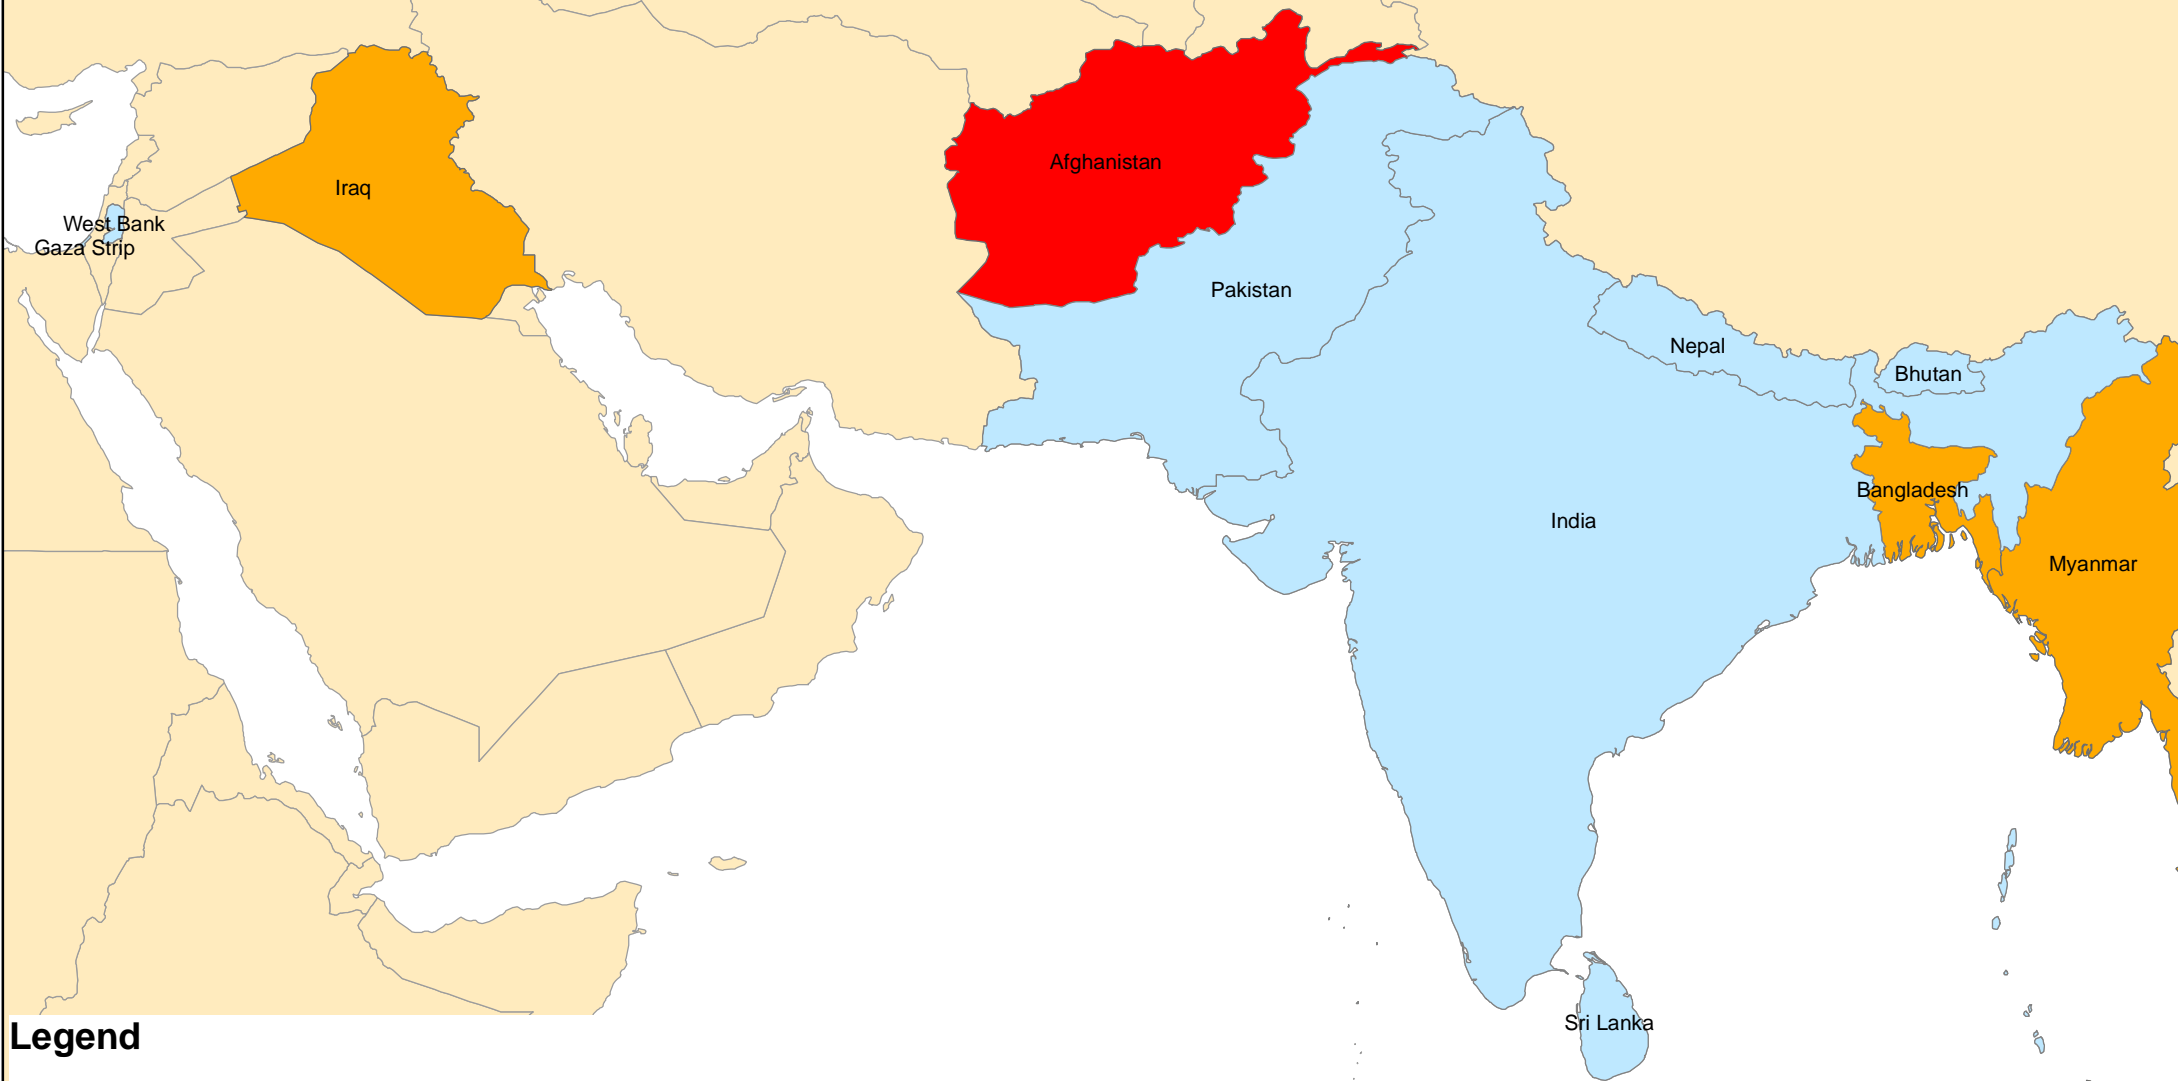 Afghanistan
Iraq
West Bank
Gaza Strip
Pakistan
Nepal
Bhutan
Bangladesh
India
Myanmar
Sri Lanka
Legend